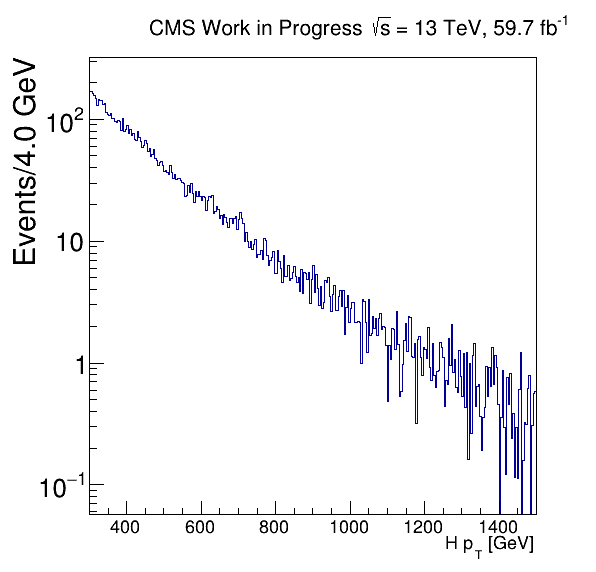 CMS Work in Progress √s = 13 TeV, 59.7 fb⁻¹
Events/4.0 GeV
10²
10
1
10⁻¹
400 600 800 1000 1200 1400
H p_T [GeV]